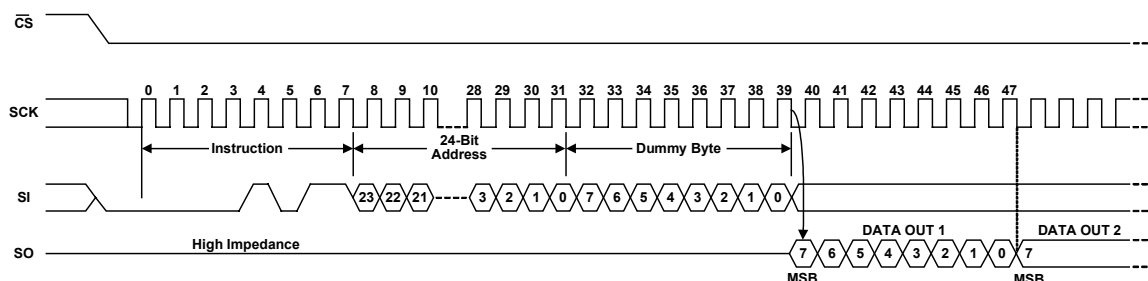 CS
0 1 2 3 4 5 6 7 8 9 10 28 29 30 31 32 33 34 35 36 37 38 39 40 41 42 43 44 45 46 47
SCK
Instruction
24-Bit
Address
Dummy Byte
SI
23 22 21 3 2 1 0 7 6 5 4 3 2 1 0
High Impedance
DATA OUT 1
DATA OUT 2
SO
7 6 5 4 3 2 1 0 7
MSB
MSB